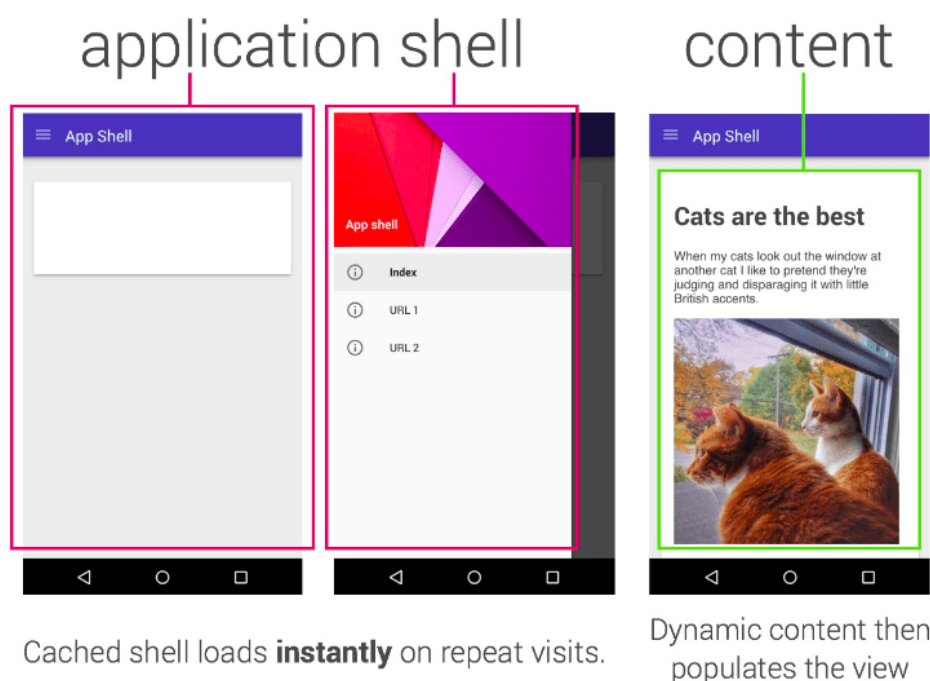 application shell
content
App Shell
App shell
Index
URL 1
URL 2
App Shell
Cats are the best
When my cats look out the window at
another cat I like to pretend they're
judging and disparaging it with little
British accents.
Cached shell loads instantly on repeat visits.
Dynamic content then
populates the view